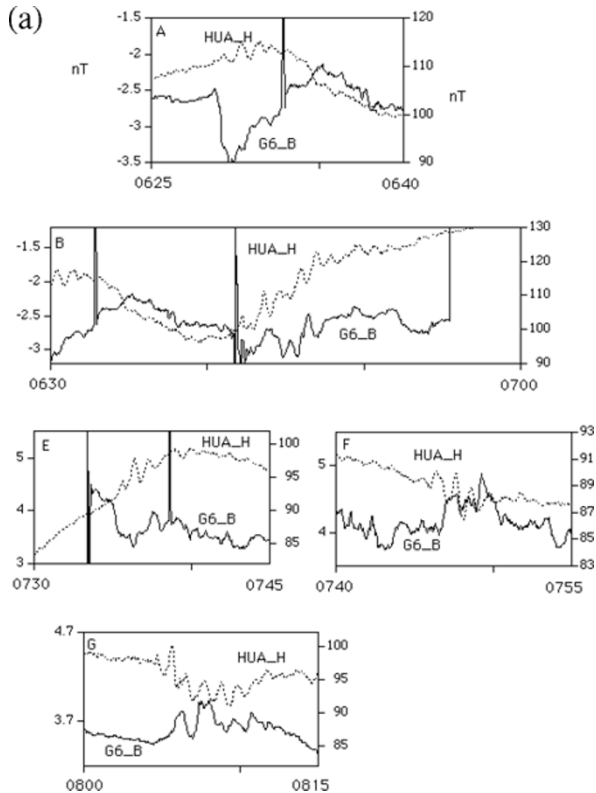 (a)
-1.5 A 120
HUA_H
-2 110
nT nT
-2.5 100
-3 G6_B
-3.5 90
0625 0640
B 130
-1.5 HUA_H 120
-2 110
-2.5 100
G6_B
-3 90
0630 0700
E F 93
5 HUA_H 100 5 HUA_H 91
95 89
4 90 87
G6_B 4 G6_B 85
85
3 83
0730 0745 0740 0755
4.7 G 100
HUA_H
95
3.7 90
G6_B 85
0800 0815